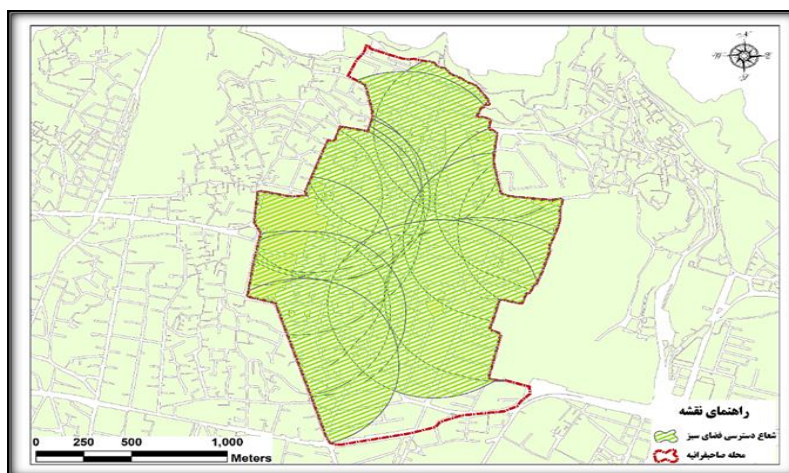 N
W E
S
راهنمای نقشه
شعاع دسترسی فضای سبز
محله صاحبقرانیه
0 250 500 1,000
Meters